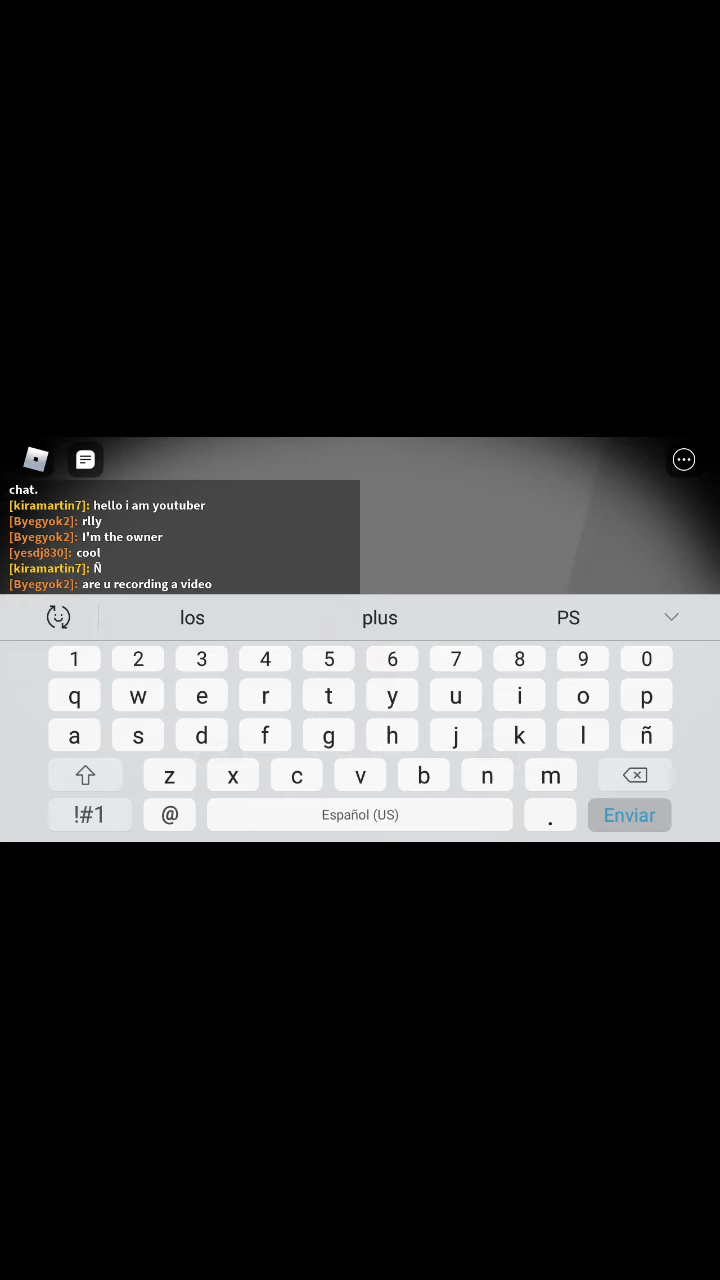 chat.
[kiramartin7]: hello i am youtuber
[Byegyok2]: rlly
[Byegyok2]: I'm the owner
[yesdj830]: cool
[kiramartin7]: Ñ
[Byegyok2]: are u recording a video
los plus PS
1 2 3 4 5 6 7 8 9 0
q w e r t y u i o p
a s d f g h j k l ñ
z x c v b n m
!#1 @ Español (US) . Enviar